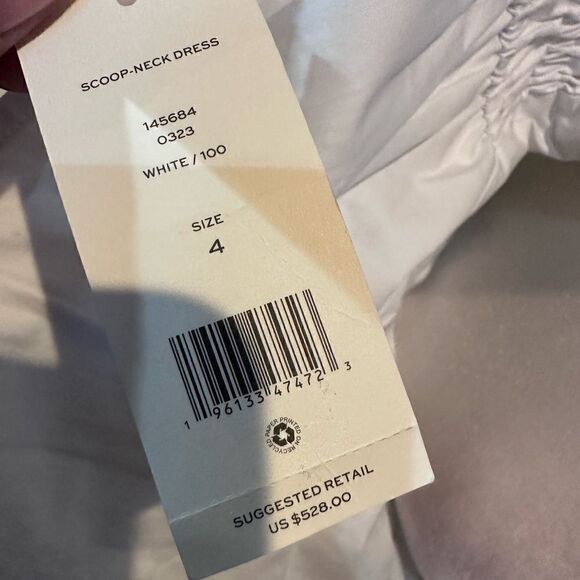 SCOOP-NECK DRESS
145684
0323
WHITE / 100
SIZE
4
1 96133 47472 3
PAPER PRINTED
ON RECYCLED
SUGGESTED RETAIL
US $528.00